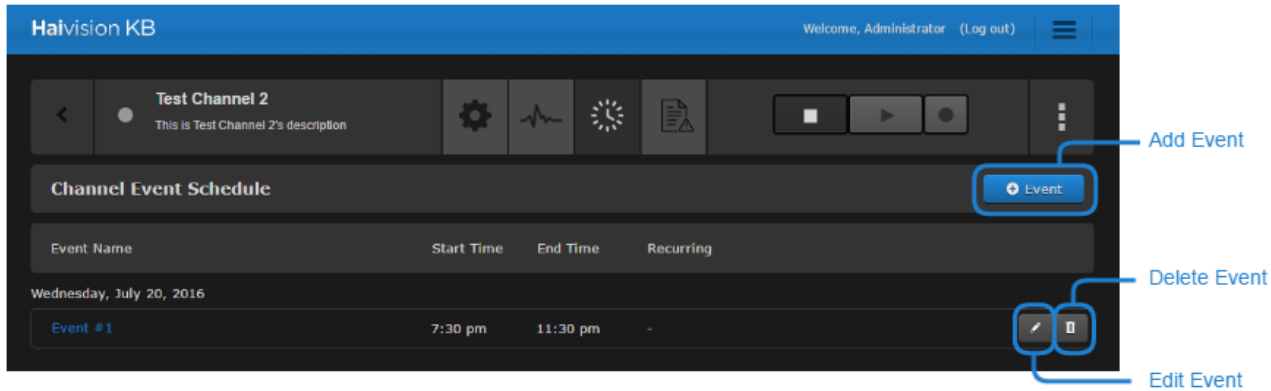 Haivision KB
Welcome, Administrator (Log out)
Test Channel 2
This is Test Channel 2's description
Add Event
Channel Event Schedule
Event
Event Name Start Time End Time Recurring
Delete Event
Wednesday, July 20, 2016
Event #1 7:30 pm 11:30 pm -
Edit Event